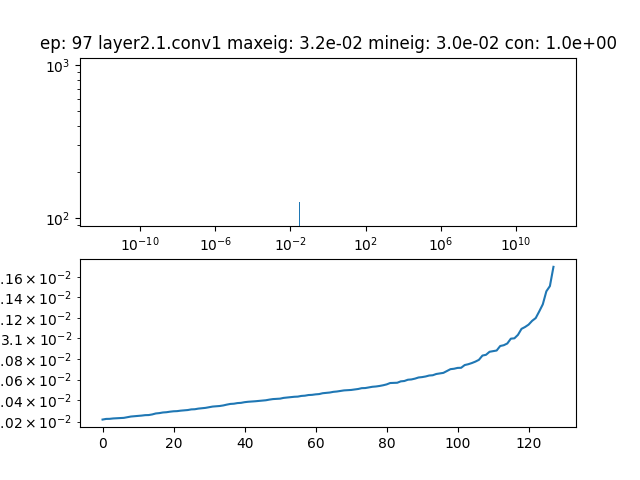 ep: 97 layer2.1.conv1 maxeig: 3.2e-02 mineig: 3.0e-02 con: 1.0e+00
10³
10²
10⁻¹⁰ 10⁻⁶ 10⁻² 10² 10⁶ 10¹⁰
.16 × 10⁻²
.14 × 10⁻²
.12 × 10⁻²
3.1 × 10⁻²
.08 × 10⁻²
.06 × 10⁻²
.04 × 10⁻²
.02 × 10⁻²
0 20 40 60 80 100 120